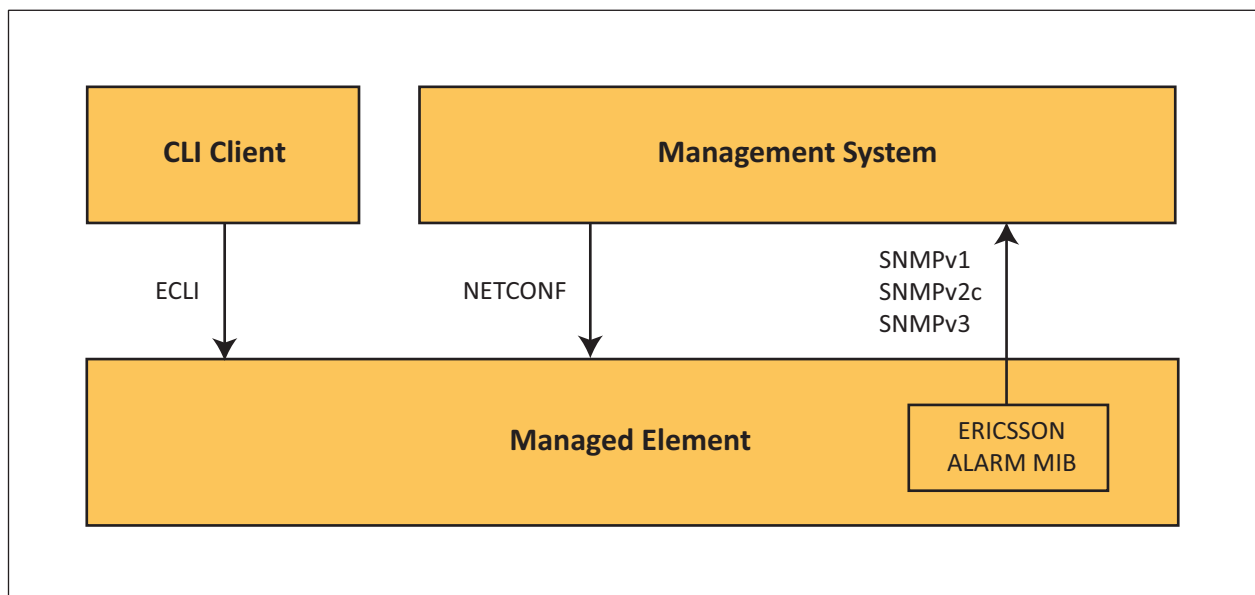 CLI Client
Management System
ECLI
NETCONF
SNMPv1
SNMPv2c
SNMPv3
Managed Element
ERICSSON
ALARM MIB